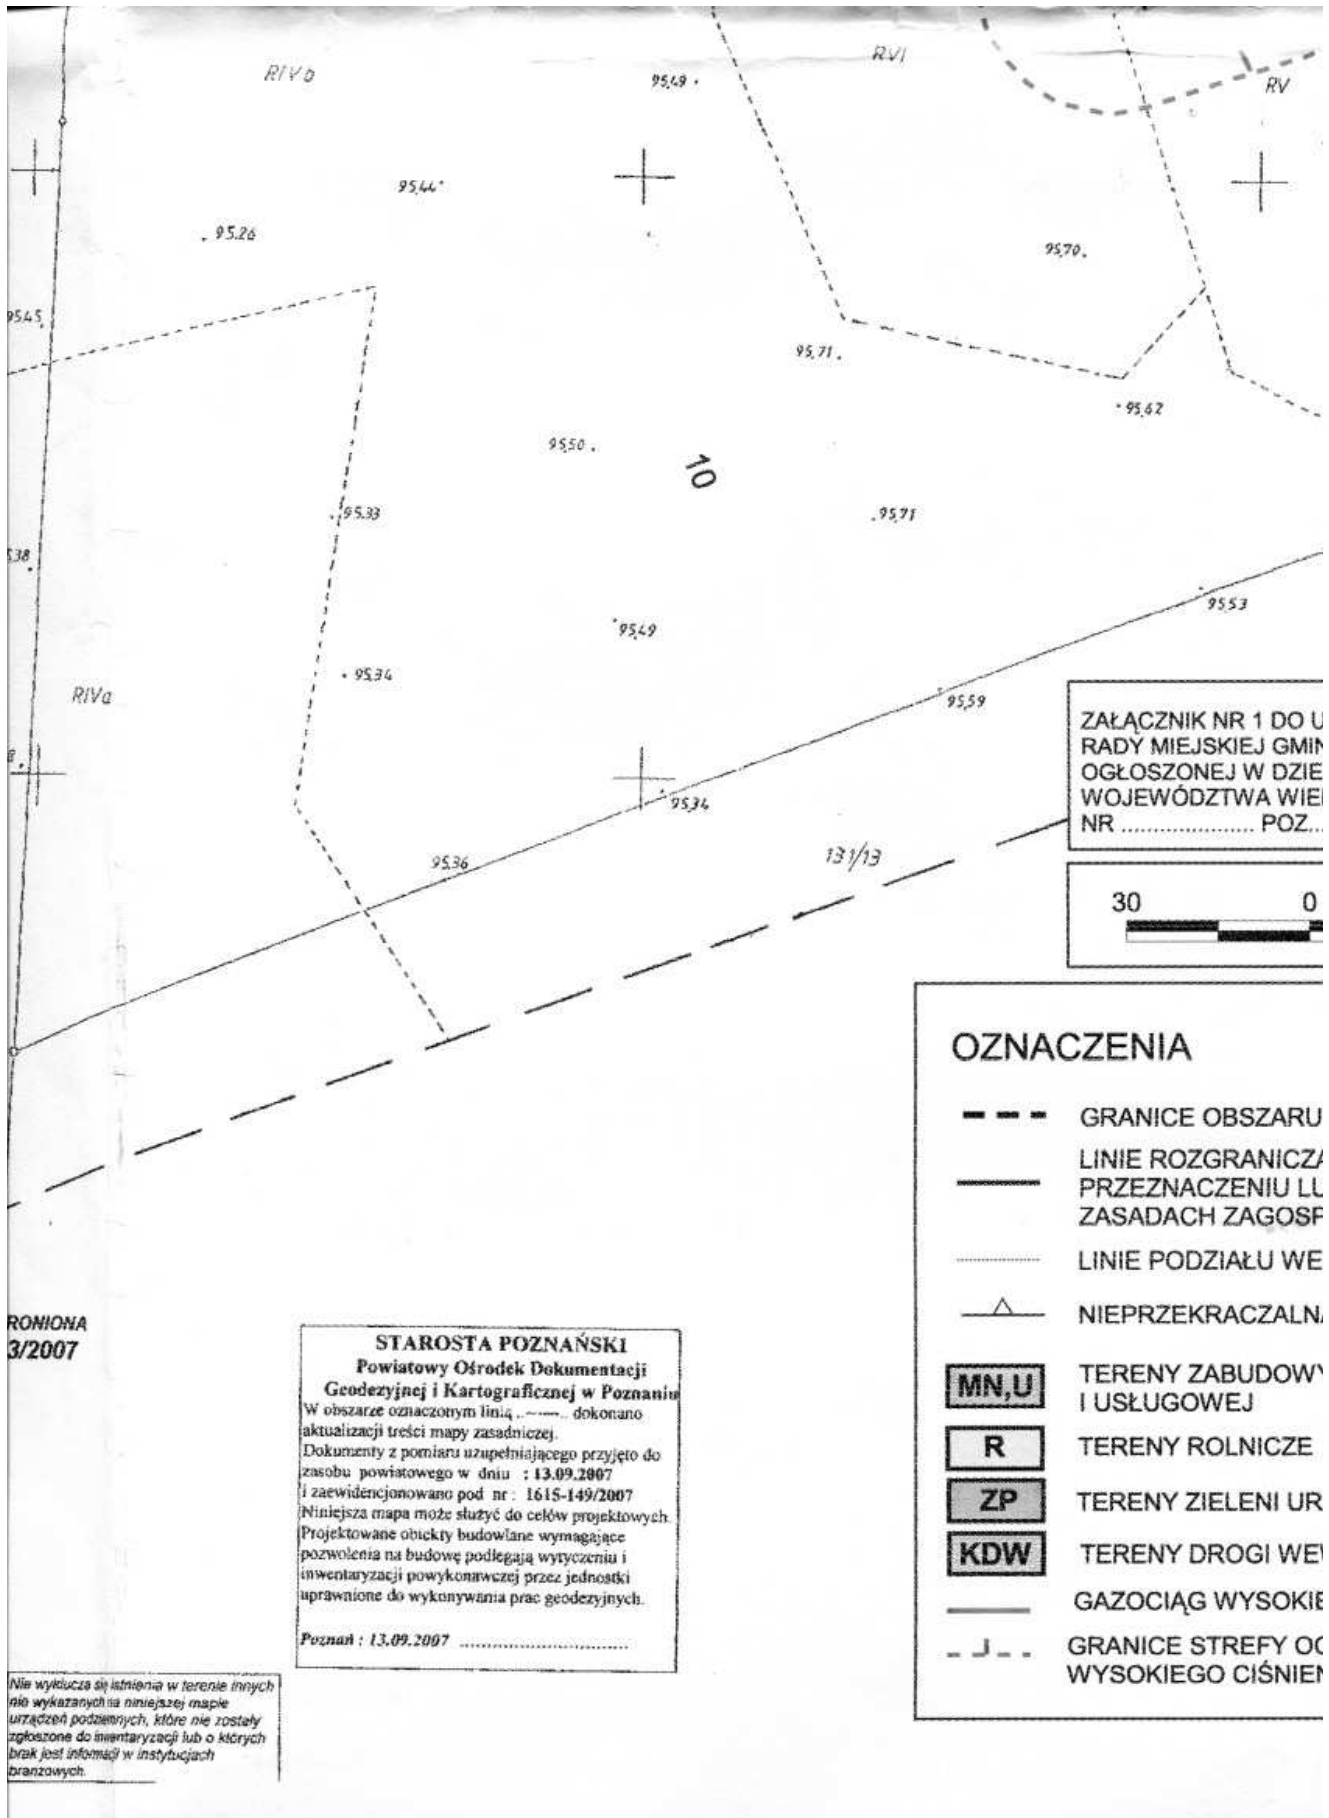 RIVb
95,49
RVI
RV
95,44
95.26
95,70
95,45
95,71
95,62
95,50
10
95.33
95,71
5,38
95,53
95,49
95,34
RIVa
95,59
ZAŁĄCZNIK NR 1 DO U
RADY MIEJSKIEJ GMIN
OGŁOSZONEJ W DZIE
WOJEWÓDZTWA WIE
NR .................... POZ...
95,34
95,36
131/13
30 0
OZNACZENIA
GRANICE OBSZARU
LINIE ROZGRANICZA
PRZEZNACZENIU LU
ZASADACH ZAGOSP
LINIE PODZIAŁU WE
NIEPRZEKRACZALNA
MN,U TERENY ZABUDOWY
I USŁUGOWEJ
R TERENY ROLNICZE
ZP TERENY ZIELENI UR
KDW TERENY DROGI WEW
GAZOCIĄG WYSOKIE
GRANICE STREFY OC
WYSOKIEGO CIŚNIEN
RONIONA
3/2007
STAROSTA POZNAŃSKI
Powiatowy Ośrodek Dokumentacji
Geodezyjnej i Kartograficznej w Poznaniu
W obszarze oznaczonym linią ..-----.. dokonano
aktualizacji treści mapy zasadniczej.
Dokumenty z pomiaru uzupełniającego przyjęto do
zasobu powiatowego w dniu : 13.09.2007
i zaewidencjonowano pod nr : 1615-149/2007
Niniejsza mapa może służyć do celów projektowych.
Projektowane obiekty budowlane wymagające
pozwolenia na budowę podlegają wytyczeniu i
inwentaryzacji powykonawczej przez jednostki
uprawnione do wykonywania prac geodezyjnych.
Poznań : 13.09.2007 ..............................
Nie wyklucza się istnienia w terenie innych
nie wykazanych na niniejszej mapie
urządzeń podziemnych, które nie zostały
zgłoszone do inwentaryzacji lub o których
brak jest informacji w instytucjach
branżowych.